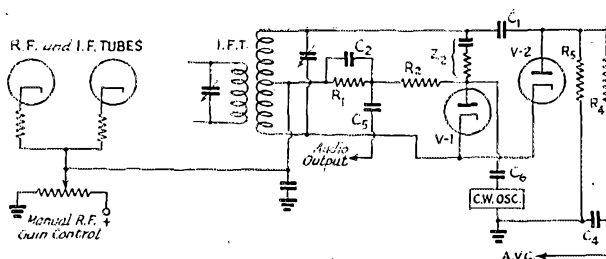 R.F. and I.F. TUBES
I.F.T.
C2
R1
C5
R2
Z2
C1
V-1
V-2
R5
R4
Audio
Output
C6
C.W. OSC.
Manual R.F.
Gain Control
+
C4
A.V.C.